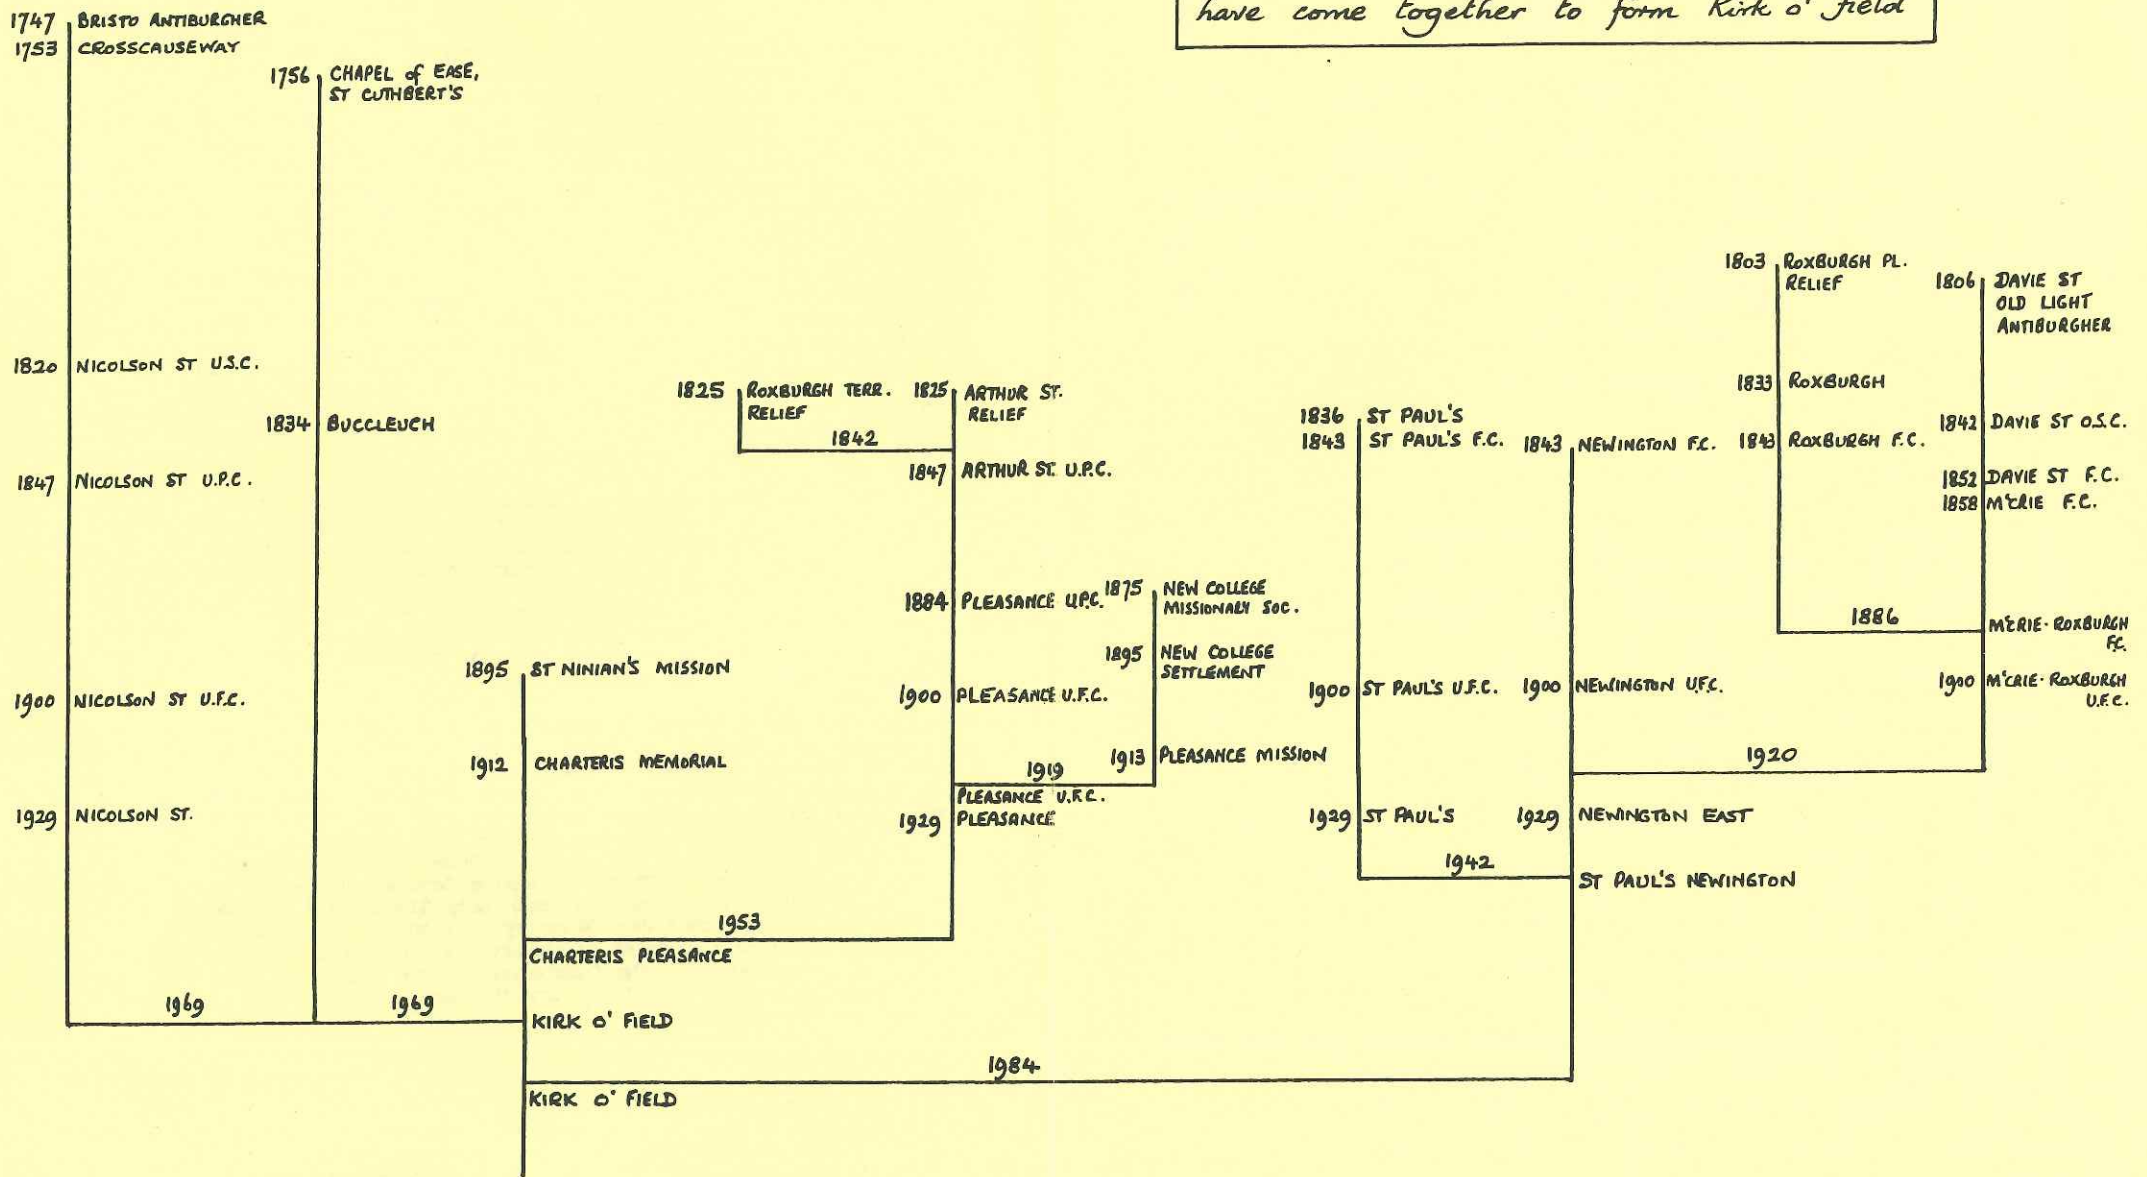 have come together to form Kirk o' Field
1747 BRISTO ANTIBURGHER
1753 CROSSCAUSEWAY
1820 NICOLSON ST U.S.C.
1847 NICOLSON ST U.P.C.
1900 NICOLSON ST U.F.C.
1929 NICOLSON ST.
1969
1756 CHAPEL of EASE,
ST CUTHBERT'S
1834 BUCCLEUCH
1969
1895 ST NINIAN'S MISSION
1912 CHARTERIS MEMORIAL
1953
CHARTERIS PLEASANCE
KIRK O' FIELD
1984
KIRK O' FIELD
1825 ROXBURGH TERR.
RELIEF
1842
1825 ARTHUR ST.
RELIEF
1847 ARTHUR ST. U.P.C.
1884 PLEASANCE U.P.C.
1900 PLEASANCE U.F.C.
1919
PLEASANCE U.F.C.
1929 PLEASANCE
1875 NEW COLLEGE
MISSIONARY SOC.
1895 NEW COLLEGE
SETTLEMENT
1913 PLEASANCE MISSION
1836 ST PAUL'S
1843 ST PAUL'S F.C.
1900 ST PAUL'S U.F.C.
1929 ST PAUL'S
1942
1843 NEWINGTON F.C.
1900 NEWINGTON U.F.C.
1920
1929 NEWINGTON EAST
ST PAUL'S NEWINGTON
1803 ROXBURGH PL.
RELIEF
1833 ROXBURGH
1843 ROXBURGH F.C.
1886
1806 DAVIE ST
OLD LIGHT
ANTIBURGHER
1842 DAVIE ST O.S.C.
1852 DAVIE ST F.C.
1858 M'CRIE F.C.
M'CRIE-ROXBURGH
F.C.
1900 M'CRIE-ROXBURGH
U.F.C.